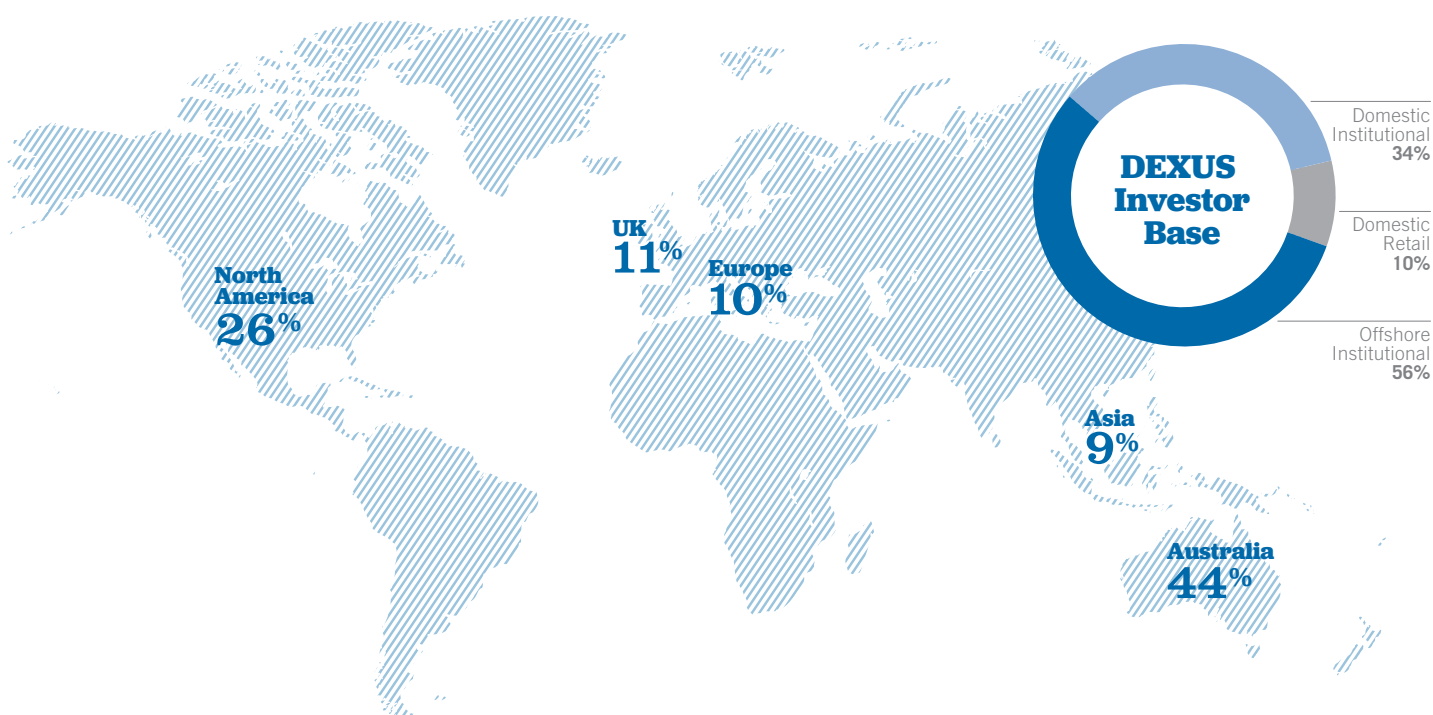 DEXUS
Investor
Base
Domestic
Institutional
34%
Domestic
Retail
10%
Offshore
Institutional
56%
UK
11%
Europe
10%
North
America
26%
Asia
9%
Australia
44%